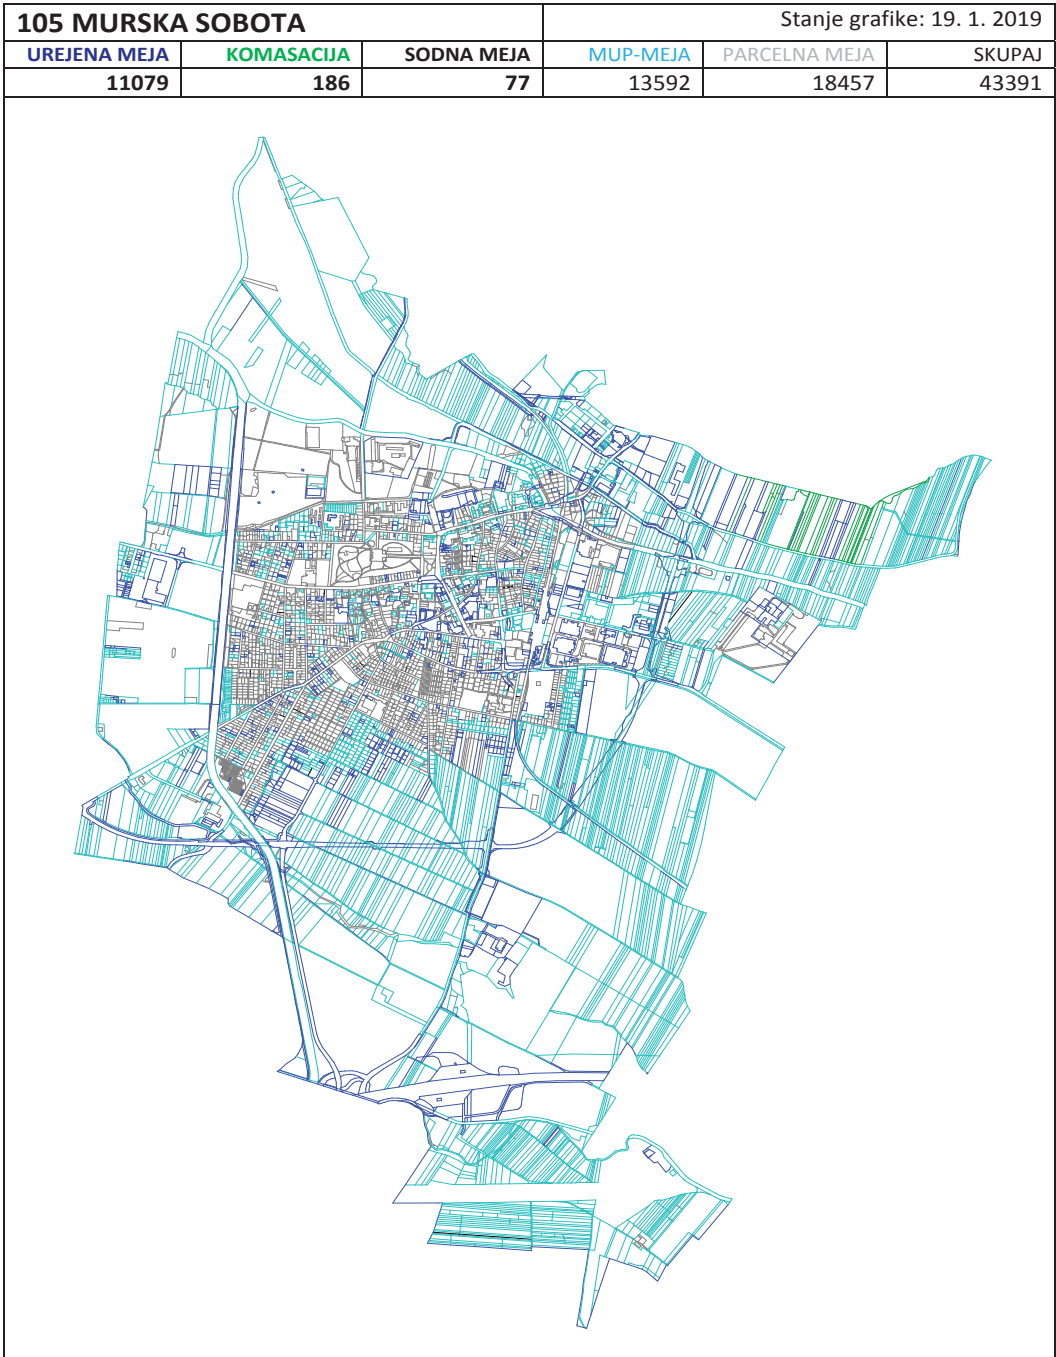 105 MURSKA SOBOTA Stanje grafike: 19. 1. 2019
UREJENA MEJA KOMASACIJA SODNA MEJA MUP-MEJA PARCELNA MEJA SKUPAJ
11079 186 77 13592 18457 43391